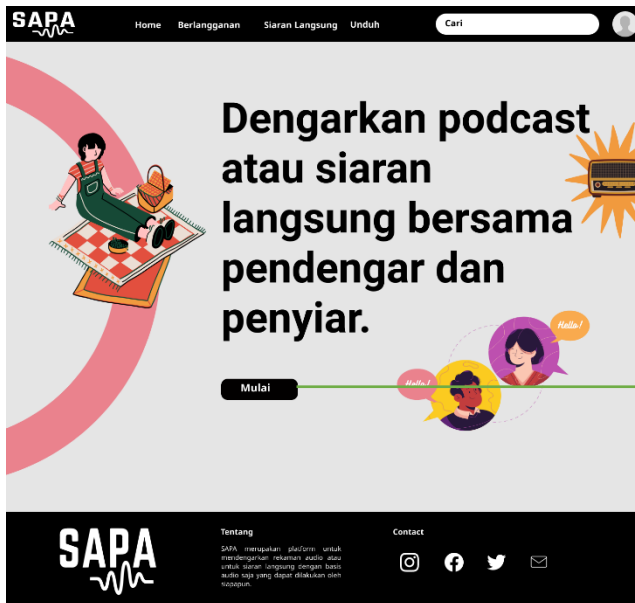 SAPA
Home Berlangganan Siaran Langsung Unduh
Cari
Dengarkan podcast
atau siaran
langsung bersama
pendengar dan
penyiar.
Hello!
Hello!
Mulai
SAPA
Tentang
SAPA merupakan platform untuk
mendengarkan rekaman audio atau
untuk siaran langsung dengan basis
audio saja yang dapat dilakukan oleh
siapapun.
Contact